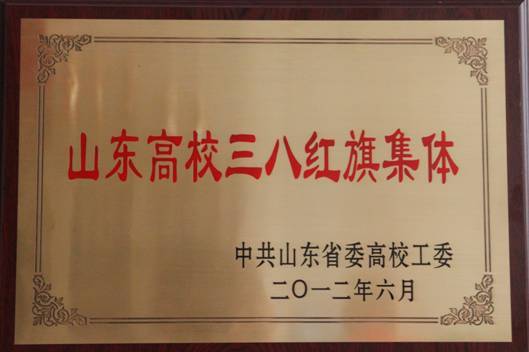 山东高校三八红旗集体
中共山东省委高校工委
二〇一二年六月